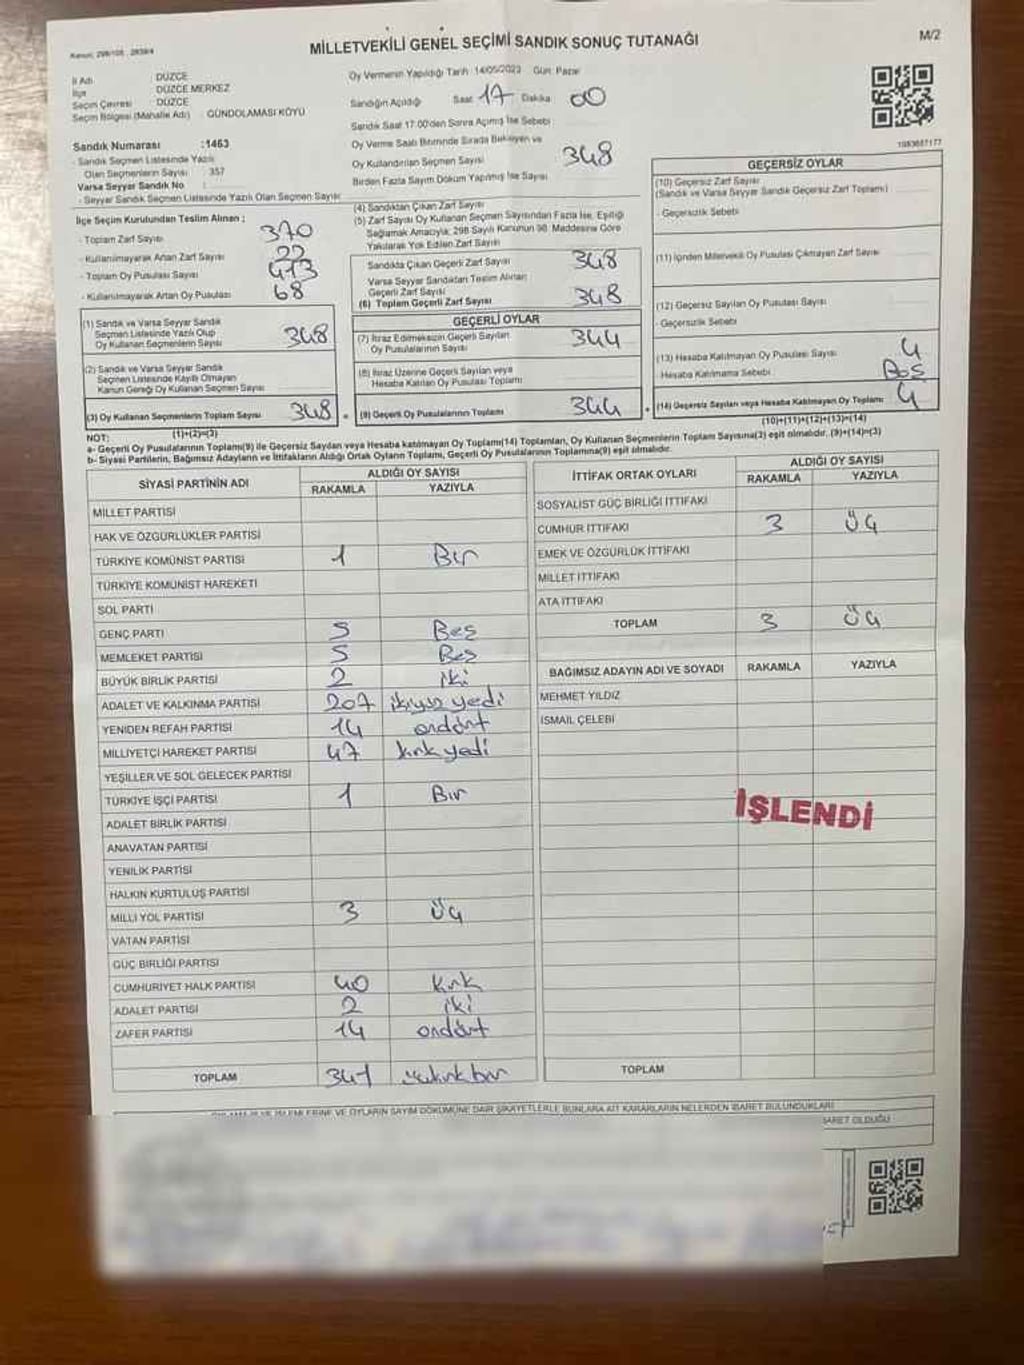 MİLLETVEKİLİ GENEL SEÇİMİ SANDIK SONUÇ TUTANAĞI
M/2
İl Adı : DÜZCE
İlçe : DÜZCE MERKEZ
Seçim Çevresi : DÜZCE
Seçim Bölgesi (Mahalle Adı) : GÜNDOLAMASI KÖYÜ
Sandık Numarası : 1463
- Sandık Seçmen Listesinde Yazılı
Olan Seçmenlerin Sayısı : 357
Varsa Seyyar Sandık No :
- Seyyar Sandık Seçmen Listesinde Yazılı Olan Seçmen Sayısı
Oy Vermenin Yapıldığı Tarih : 14/05/2023 Gün: Pazar
Sandığın Açıldığı Saat 17 Dakika 00
Sandık Saat 17:00'den Sonra Açılmış İse Sebebi :
Oy Verme Saati Bitiminde Sırada Bekleyen ve
Oy Kullandırılan Seçmen Sayısı 348
Birden Fazla Sayım Döküm Yapılmış İse Sayısı
İlçe Seçim Kurulundan Teslim Alınan ;
- Toplam Zarf Sayısı 370
- Kullanılmayarak Artan Zarf Sayısı 22
- Toplam Oy Pusulası Sayısı 413
- Kullanılmayarak Artan Oy Pusulası 68
(1) Sandık ve Varsa Seyyar Sandık
Seçmen Listesinde Yazılı Olup
Oy Kullanan Seçmenlerin Sayısı 348
(2) Sandık ve Varsa Seyyar Sandık
Seçmen Listesinde Kayıtlı Olmayan
Kanun Gereği Oy Kullanan Seçmen Sayısı
(3) Oy Kullanan Seçmenlerin Toplam Sayısı 348
(1)+(2)=(3)
(4) Sandıktan Çıkan Zarf Sayısı
(5) Zarf Sayısı Oy Kullanan Seçmen Sayısından Fazla İse, Eşitliği
Sağlamak Amacıyla; 298 Sayılı Kanunun 98. Maddesine Göre
Yakılarak Yok Edilen Zarf Sayısı
Sandıkta Çıkan Geçerli Zarf Sayısı 348
Varsa Seyyar Sandıktan Teslim Alınan
Geçerli Zarf Sayısı
(6) Toplam Geçerli Zarf Sayısı 348
GEÇERLİ OYLAR
(7) İtiraz Edilmeksizin Geçerli Sayılan
Oy Pusulalarının Sayısı 344
(8) İtiraz Üzerine Geçerli Sayılan veya
Hesaba Katılan Oy Pusulası Toplamı
(9) Geçerli Oy Pusulalarının Toplamı 344
1083687177
GEÇERSİZ OYLAR
(10) Geçersiz Zarf Sayısı
(Sandık ve Varsa Seyyar Sandık Geçersiz Zarf Toplamı)
- Geçersizlik Sebebi
(11) İçinden Milletvekili Oy Pusulası Çıkmayan Zarf Sayısı
(12) Geçersiz Sayılan Oy Pusulası Sayısı
- Geçersizlik Sebebi
(13) Hesaba Katılmayan Oy Pusulası Sayısı 4
Hesaba Katılmama Sebebi
(14) Geçersiz Sayılan veya Hesaba Katılmayan Oy Toplamı 4
(10)+(11)+(12)+(13)=(14)
NOT:
a- Geçerli Oy Pusulalarının Toplamı(9) ile Geçersiz Sayılan veya Hesaba katılmayan Oy Toplamı(14) Toplamları, Oy Kullanan Seçmenlerin Toplam Sayısına(3) eşit olmalıdır. (9)+(14)=(3)
b- Siyasi Partilerin, Bağımsız Adayların ve İttifakların Aldığı Ortak Oyların Toplamı, Geçerli Oy Pusulalarının Toplamına(9) eşit olmalıdır.
SİYASİ PARTİNİN ADI ALDIĞI OY SAYISI
RAKAMLA YAZIYLA
MİLLET PARTİSİ
HAK VE ÖZGÜRLÜKLER PARTİSİ
TÜRKİYE KOMÜNİST PARTİSİ 1 Bir
TÜRKİYE KOMÜNİST HAREKETİ
SOL PARTİ
GENÇ PARTİ 5 Beş
MEMLEKET PARTİSİ 5 Beş
BÜYÜK BİRLİK PARTİSİ 2 iki
ADALET VE KALKINMA PARTİSİ 207 ikiyüz yedi
YENİDEN REFAH PARTİSİ 14 ondört
MİLLİYETÇİ HAREKET PARTİSİ 47 kırk yedi
YEŞİLLER VE SOL GELECEK PARTİSİ
TÜRKİYE İŞÇİ PARTİSİ 1 Bir
ADALET BİRLİK PARTİSİ
ANAVATAN PARTİSİ
YENİLİK PARTİSİ
HALKIN KURTULUŞ PARTİSİ
MİLLİ YOL PARTİSİ 3 Üç
VATAN PARTİSİ
GÜÇ BİRLİĞİ PARTİSİ
CUMHURİYET HALK PARTİSİ 40 Kırk
ADALET PARTİSİ 2 iki
ZAFER PARTİSİ 14 ondört
TOPLAM 341
İTTİFAK ORTAK OYLARI ALDIĞI OY SAYISI
RAKAMLA YAZIYLA
SOSYALİST GÜÇ BİRLİĞİ İTTİFAKI
CUMHUR İTTİFAKI 3 Üç
EMEK VE ÖZGÜRLÜK İTTİFAKI
MİLLET İTTİFAKI
ATA İTTİFAKI
TOPLAM 3 Üç
BAĞIMSIZ ADAYIN ADI VE SOYADI RAKAMLA YAZIYLA
MEHMET YILDIZ
İSMAİL ÇELEBİ
İŞLENDİ
TOPLAM
VE OYLARIN SAYIM DÖKÜMÜNE DAİR ŞİKAYETLERLE BUNLARA AİT KARARLARIN NELERDEN İBARET BULUNDUKLARI